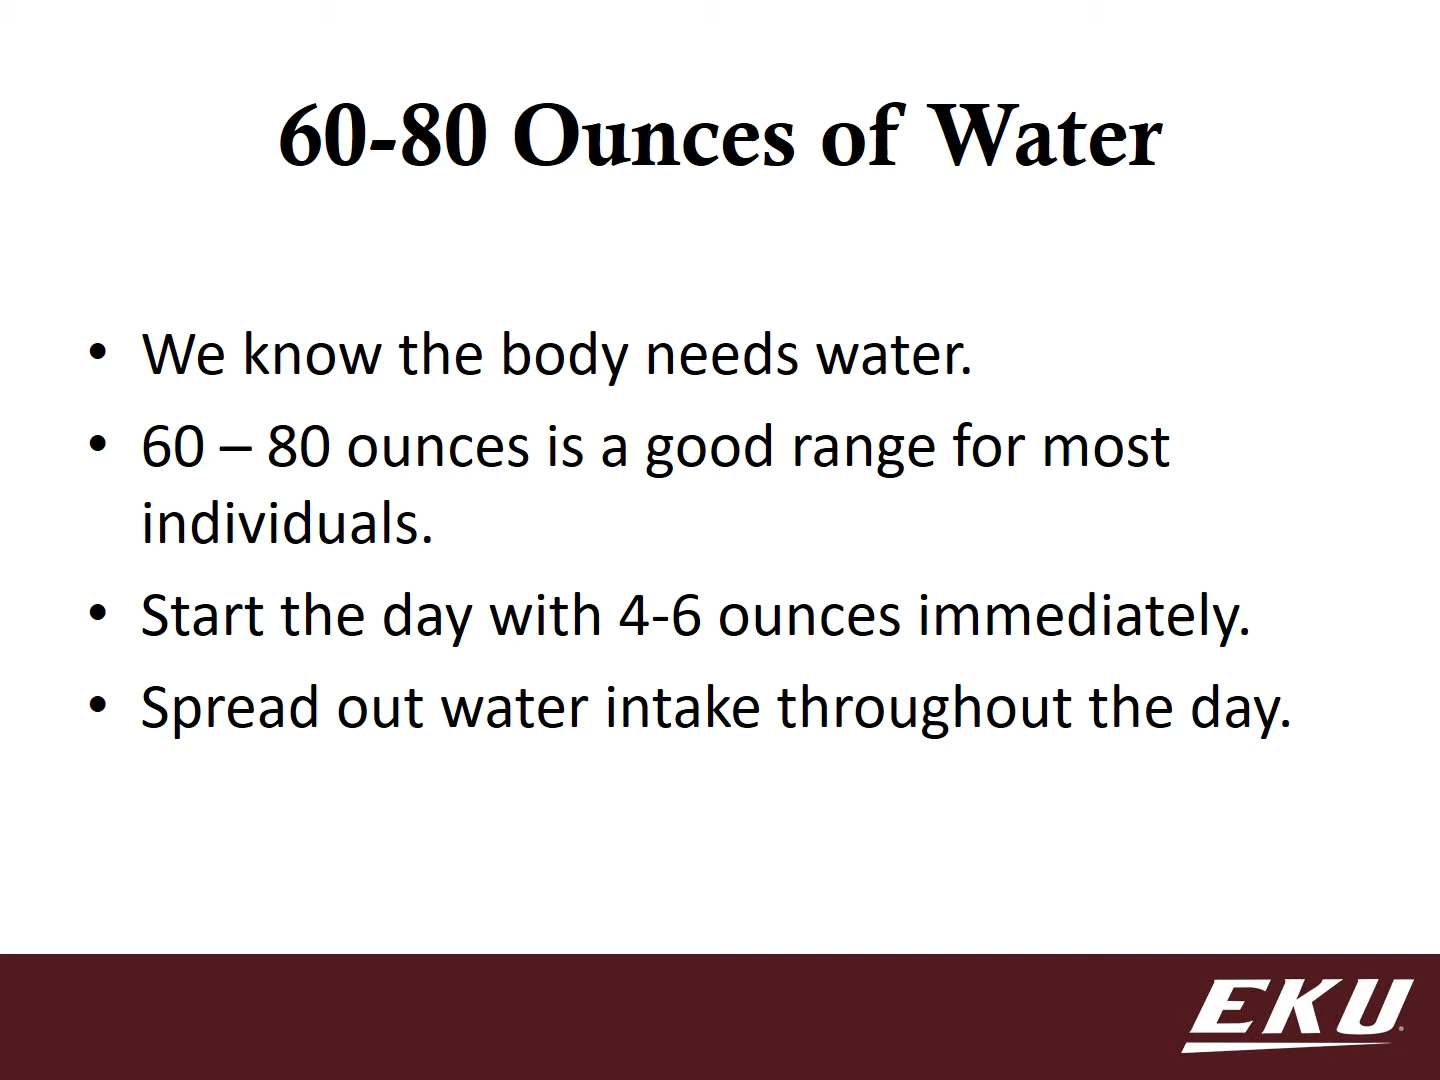 60-80 Ounces of Water
• We know the body needs water.
• 60 – 80 ounces is a good range for most
individuals.
• Start the day with 4-6 ounces immediately.
• Spread out water intake throughout the day.
EKU